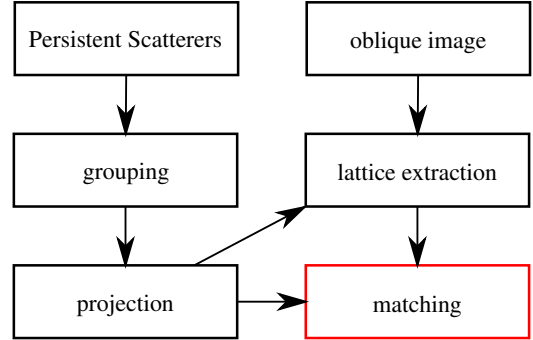 Persistent Scatterers
oblique image
grouping
lattice extraction
projection
matching